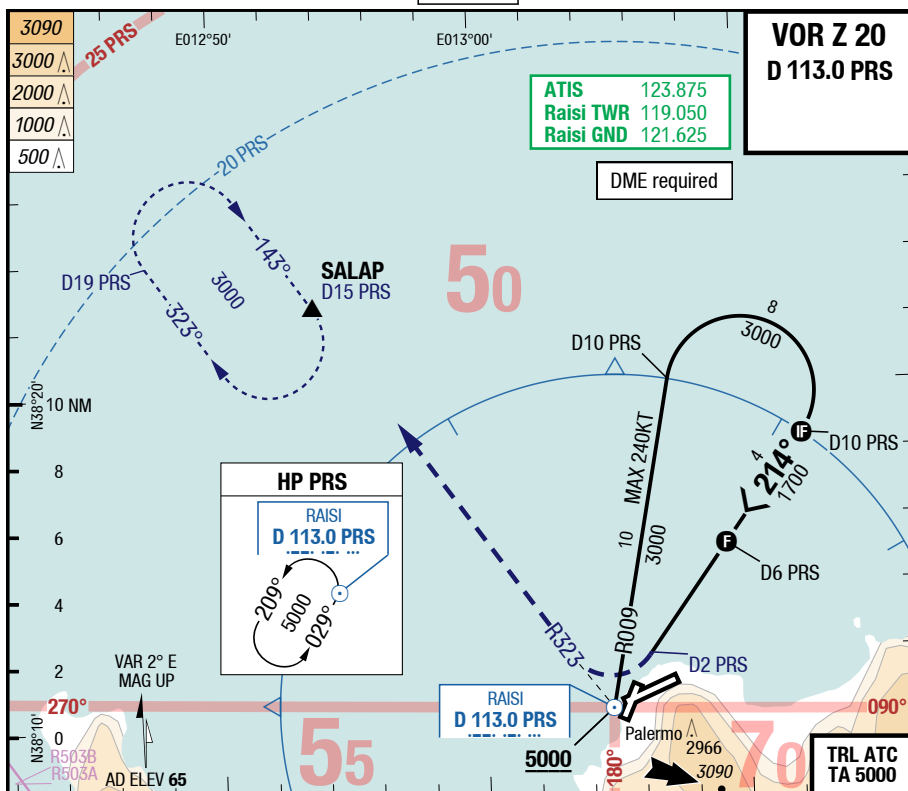 3090
3000
2000
1000
500
25 PRS
E012°50'
E013°00'
VOR Z 20
D 113.0 PRS
ATIS 123.875
Raisi TWR 119.050
Raisi GND 121.625
DME required
20 PRS
143°
3000
323°
D19 PRS
SALAP
D15 PRS
50
8
3000
D10 PRS
IF
D10 PRS
4
214°
1700
MAX 240KT
10
3000
R009
F
D6 PRS
N38°20'
10 NM
8
6
4
2
0
N38°10'
HP PRS
RAISI
D 113.0 PRS
209°
5000
029°
R323
D2 PRS
VAR 2° E
MAG UP
270°
090°
RAISI
D 113.0 PRS
5000
180°
Palermo
2966
3090
55
70
R503B
R503A
AD ELEV 65
TRL ATC
TA 5000